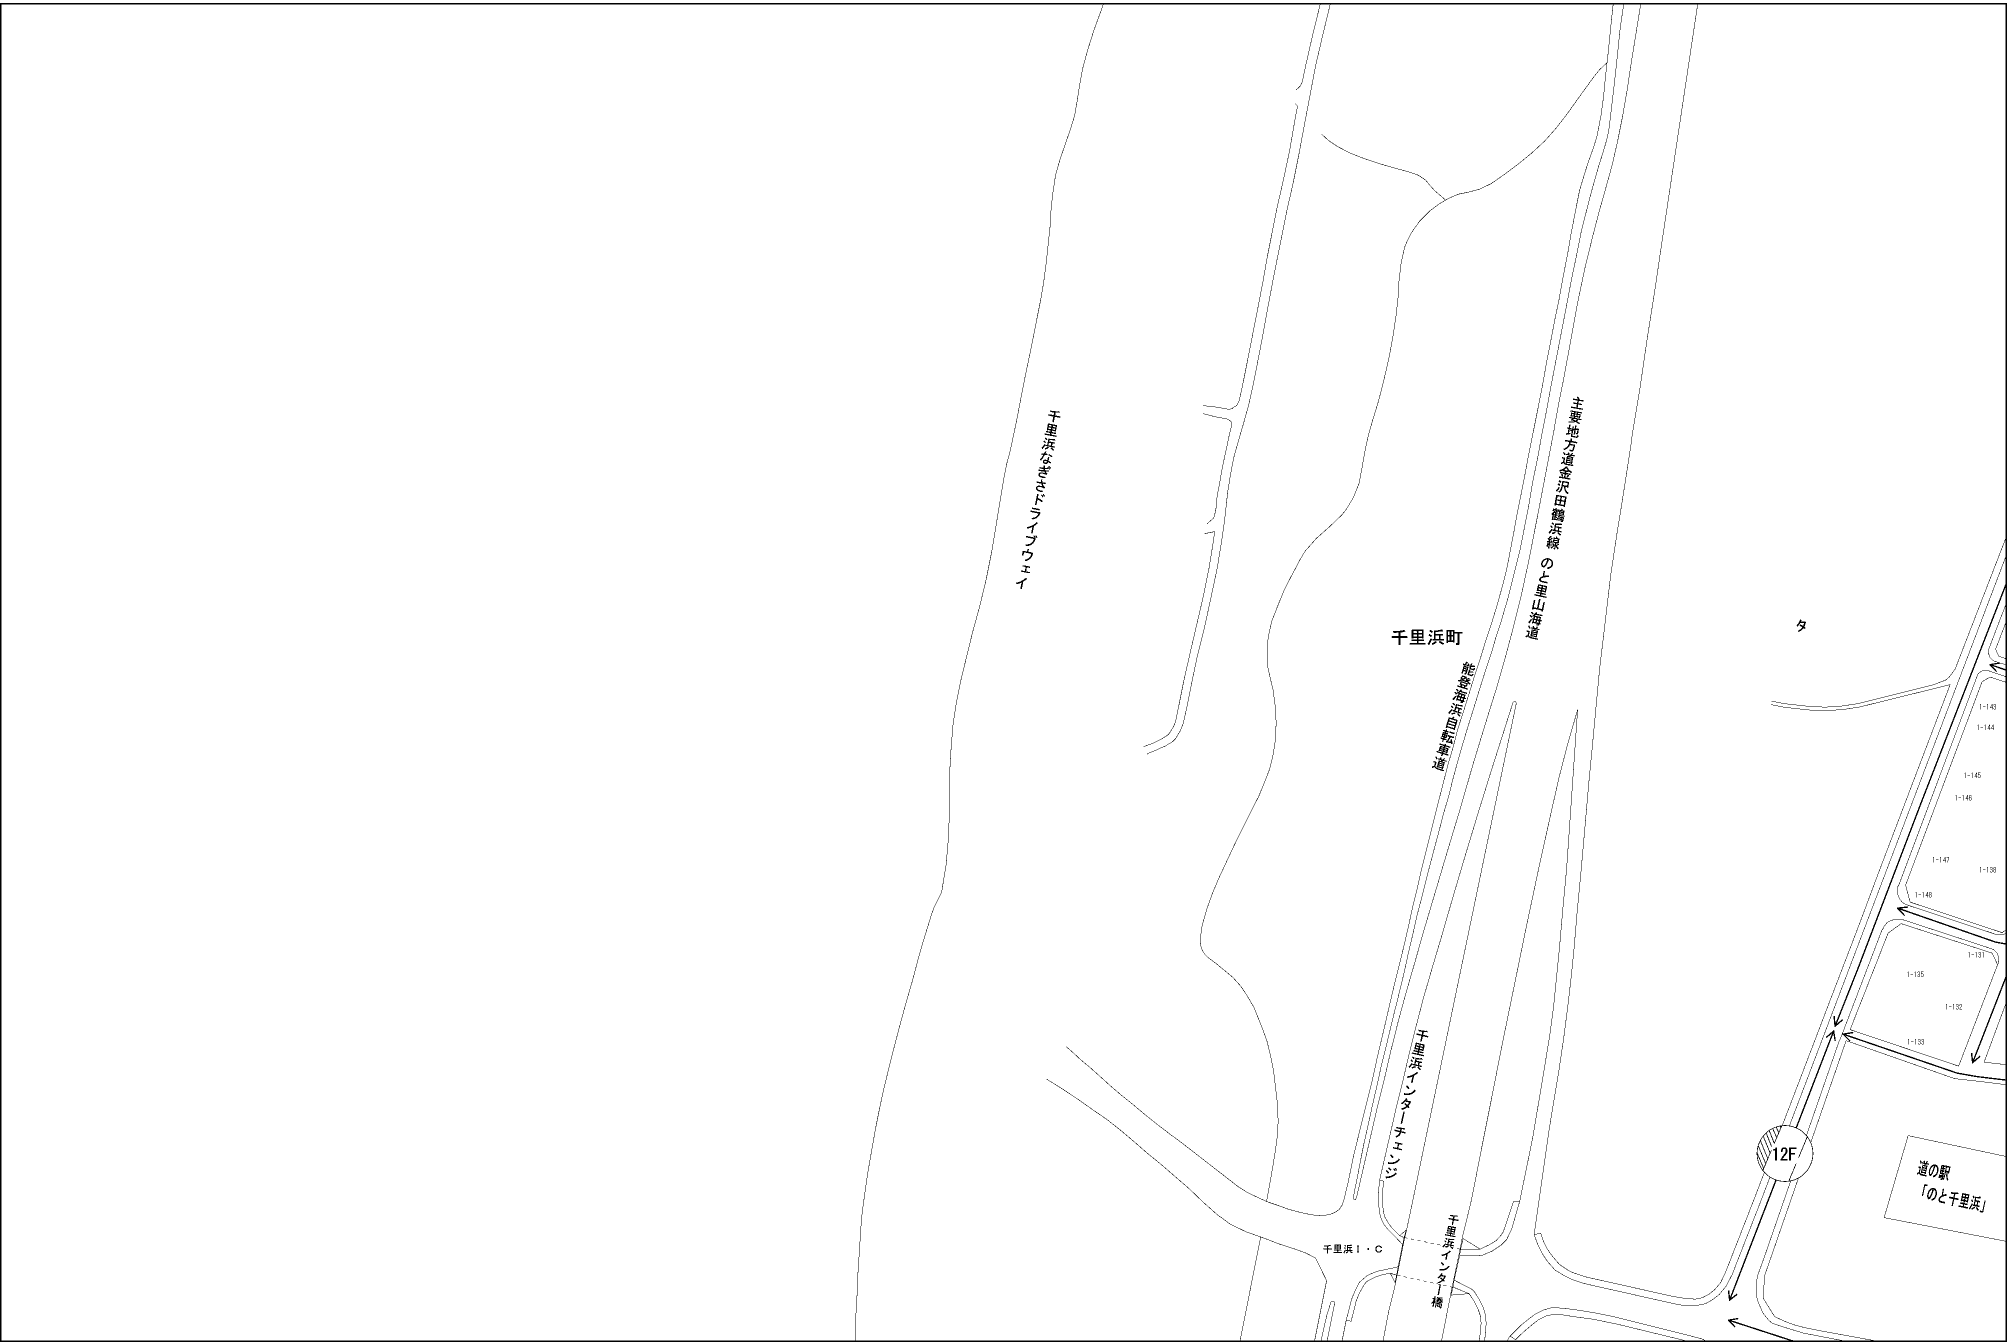 千里浜なぎさドライブウェイ
主要地方道金沢田鶴浜線 のと里山海道
千里浜町
能登海浜自転車道
タ
1-143
1-144
1-145
1-146
1-147
1-138
1-148
1-131
1-135
1-132
1-133
千里浜インターチェンジ
12F
道の駅
「のと千里浜」
千里浜インター橋
千里浜I・C